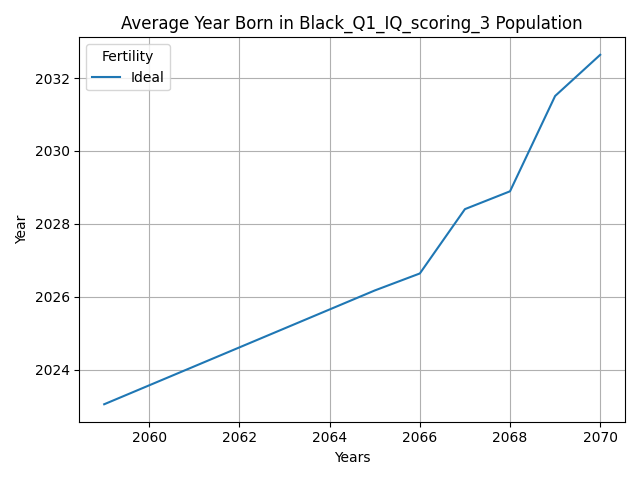 Average Year Born in Black_Q1_IQ_scoring_3 Population
Fertility
Ideal
Year
2032
2030
2028
2026
2024
2060 2062 2064 2066 2068 2070
Years